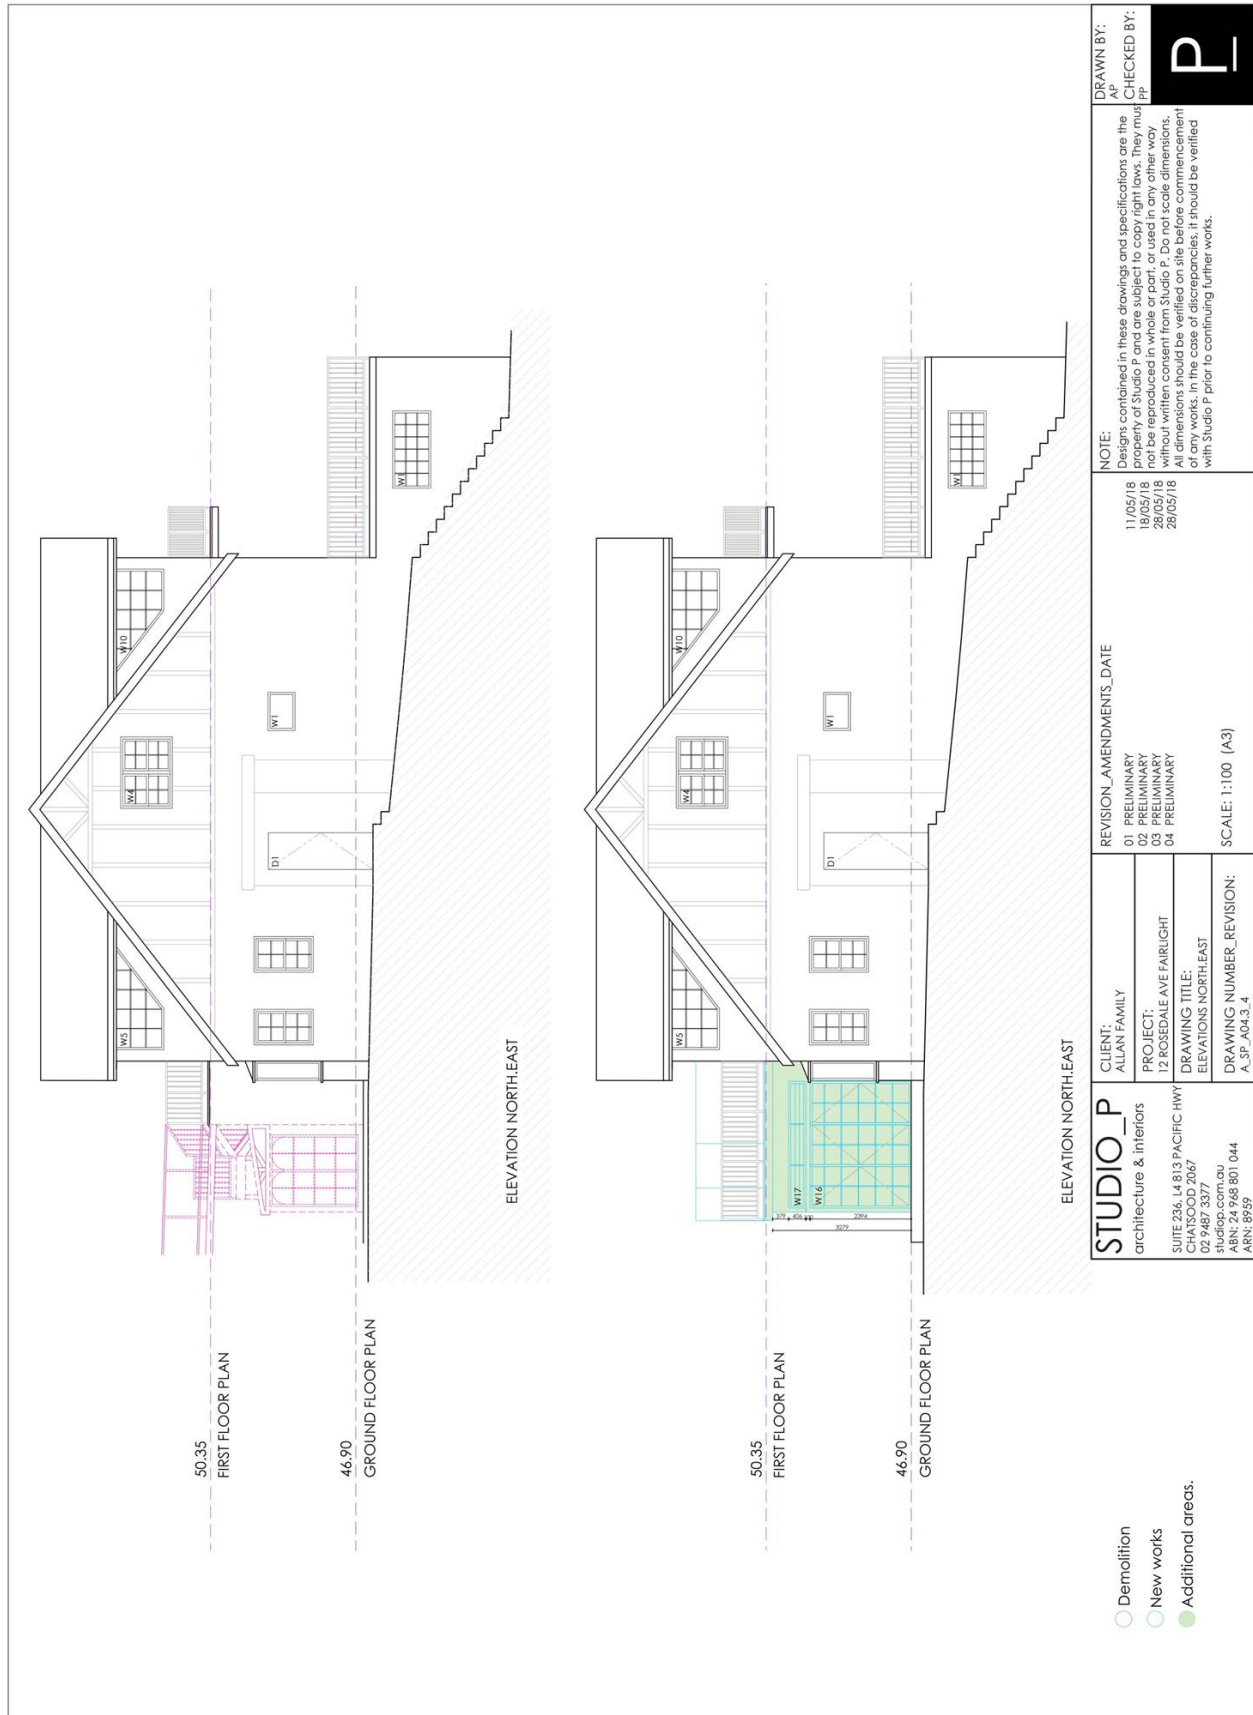 W5
W4
W10
W1
D1
W1
50.35
FIRST FLOOR PLAN
46.90
GROUND FLOOR PLAN
ELEVATION NORTH.EAST
W5
W4
W10
W17
W16
379
406
2394
3279
W1
D1
W1
50.35
FIRST FLOOR PLAN
46.90
GROUND FLOOR PLAN
ELEVATION NORTH.EAST
Demolition
New works
Additional areas.
STUDIO_P
architecture & interiors
SUITE 236, L4 813 PACIFIC HWY
CHATSOOD 2067
02 9487 3377
studiop.com.au
ABN: 24 968 801 044
ARN: 8959
CLIENT:
ALLAN FAMILY
PROJECT:
12 ROSEDALE AVE FAIRLIGHT
DRAWING TITLE:
ELEVATIONS NORTH.EAST
DRAWING NUMBER_REVISION:
A_SP_A04.3_4
REVISION_AMENDMENTS_DATE
01 PRELIMINARY 11/05/18
02 PRELIMINARY 18/05/18
03 PRELIMINARY 28/05/18
04 PRELIMINARY 28/05/18
SCALE: 1:100 (A3)
NOTE:
Designs contained in these drawings and specifications are the
property of Studio P and are subject to copy right laws. They must
not be reproduced in whole or part, or used in any other way
without written consent from Studio P. Do not scale dimensions.
All dimensions should be verified on site before commencement
of any works. In the case of discrepancies, it should be verified
with Studio P prior to continuing further works.
DRAWN BY:
AP
CHECKED BY:
PP
P_